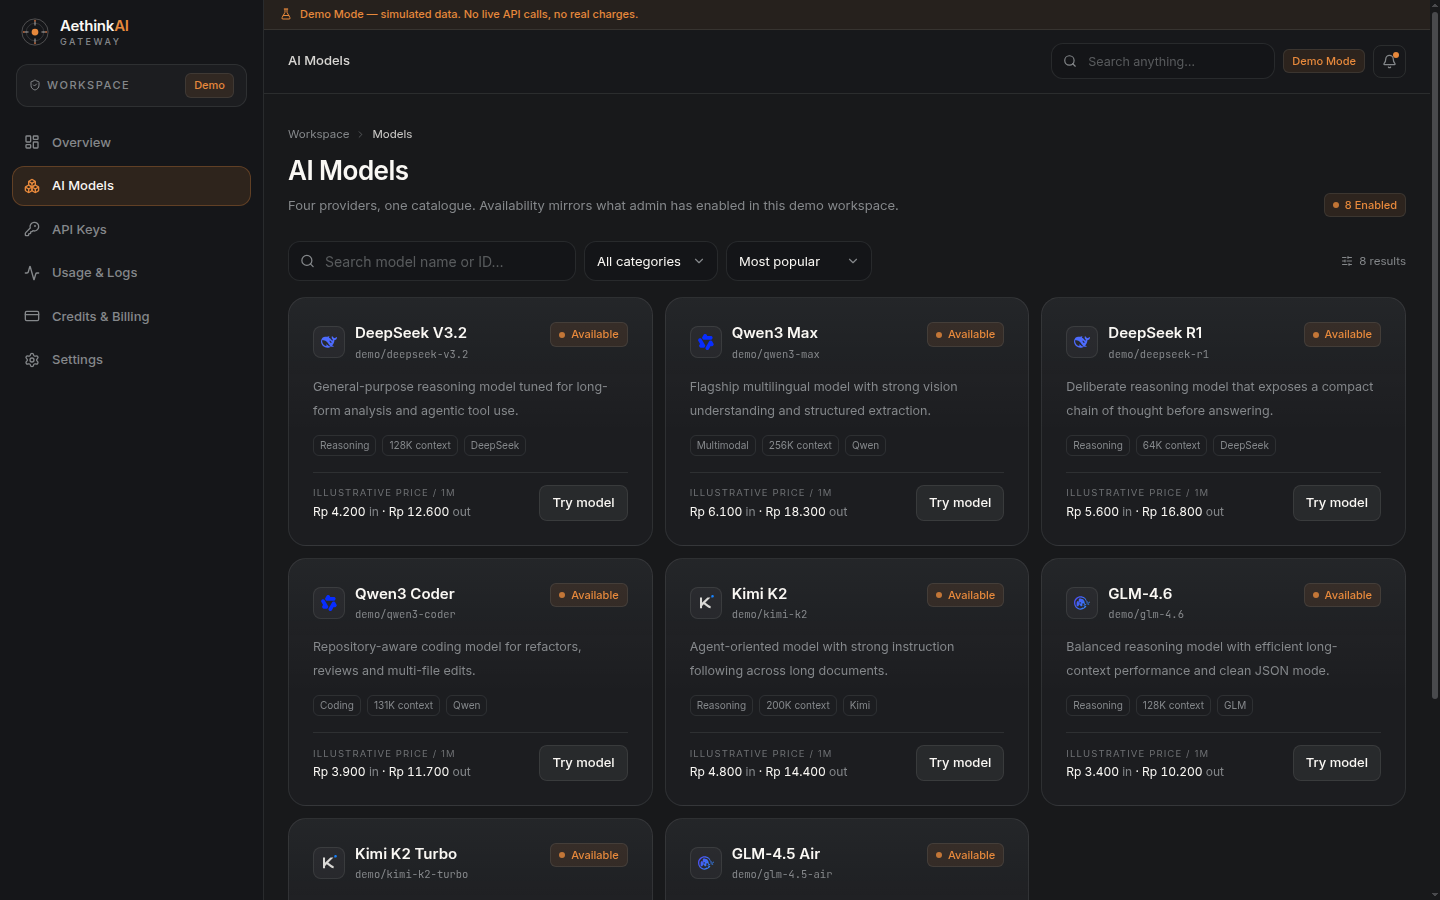 AethinkAI
GATEWAY
WORKSPACE
Demo
Overview
AI Models
API Keys
Usage & Logs
Credits & Billing
Settings
Demo Mode — simulated data. No live API calls, no real charges.
AI Models
Search anything...
Demo Mode
Workspace > Models
AI Models
Four providers, one catalogue. Availability mirrors what admin has enabled in this demo workspace.
8 Enabled
Search model name or ID...
All categories
Most popular
8 results
DeepSeek V3.2
Available
demo/deepseek-v3.2
General-purpose reasoning model tuned for long-
form analysis and agentic tool use.
Reasoning
128K context
DeepSeek
ILLUSTRATIVE PRICE / 1M
Rp 4.200 in · Rp 12.600 out
Try model
Qwen3 Max
Available
demo/qwen3-max
Flagship multilingual model with strong vision
understanding and structured extraction.
Multimodal
256K context
Qwen
ILLUSTRATIVE PRICE / 1M
Rp 6.100 in · Rp 18.300 out
Try model
DeepSeek R1
Available
demo/deepseek-r1
Deliberate reasoning model that exposes a compact
chain of thought before answering.
Reasoning
64K context
DeepSeek
ILLUSTRATIVE PRICE / 1M
Rp 5.600 in · Rp 16.800 out
Try model
Qwen3 Coder
Available
demo/qwen3-coder
Repository-aware coding model for refactors,
reviews and multi-file edits.
Coding
131K context
Qwen
ILLUSTRATIVE PRICE / 1M
Rp 3.900 in · Rp 11.700 out
Try model
Kimi K2
Available
demo/kimi-k2
Agent-oriented model with strong instruction
following across long documents.
Reasoning
200K context
Kimi
ILLUSTRATIVE PRICE / 1M
Rp 4.800 in · Rp 14.400 out
Try model
GLM-4.6
Available
demo/glm-4.6
Balanced reasoning model with efficient long-
context performance and clean JSON mode.
Reasoning
128K context
GLM
ILLUSTRATIVE PRICE / 1M
Rp 3.400 in · Rp 10.200 out
Try model
Kimi K2 Turbo
Available
demo/kimi-k2-turbo
GLM-4.5 Air
Available
demo/glm-4.5-air